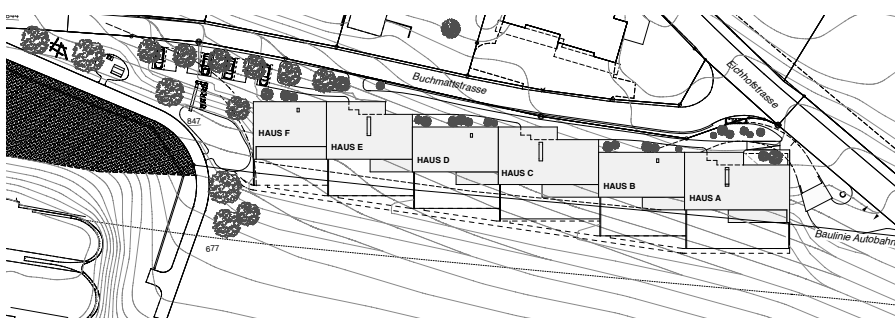 Buchmattstrasse
Eichhofstrasse
847
HAUS F
HAUS E
HAUS D
HAUS C
HAUS B
HAUS A
677
Baulinie Autobahn